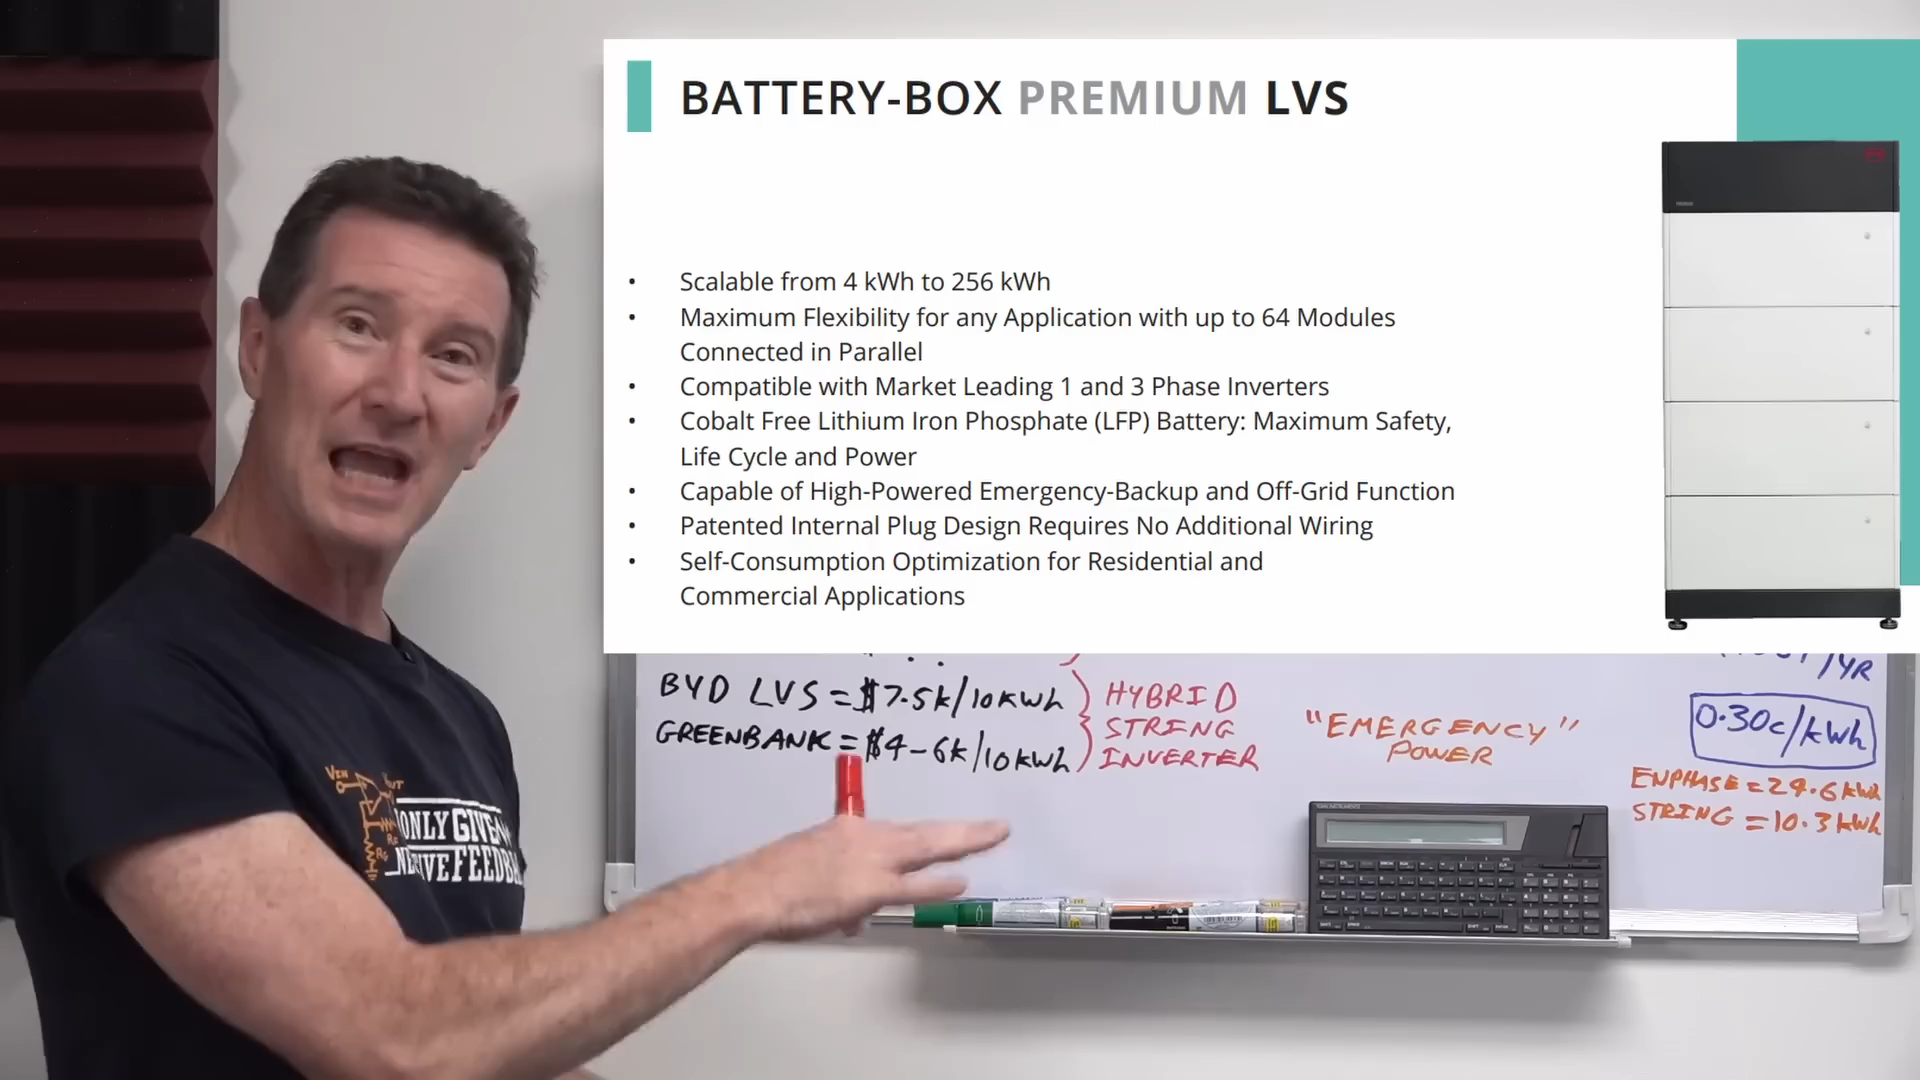 BATTERY-BOX PREMIUM LVS
• Scalable from 4 kWh to 256 kWh
• Maximum Flexibility for any Application with up to 64 Modules
Connected in Parallel
• Compatible with Market Leading 1 and 3 Phase Inverters
• Cobalt Free Lithium Iron Phosphate (LFP) Battery: Maximum Safety,
Life Cycle and Power
• Capable of High-Powered Emergency-Backup and Off-Grid Function
• Patented Internal Plug Design Requires No Additional Wiring
• Self-Consumption Optimization for Residential and
Commercial Applications
BYD LVS = $7.5k/10kWh
GREENBANK = $4-6k/10kWh
HYBRID
STRING
INVERTER
"EMERGENCY"
POWER
/YR
0.30c/kWh
ENPHASE = 24.6kWh
STRING = 10.3kWh
VIN
ONLY GIVE